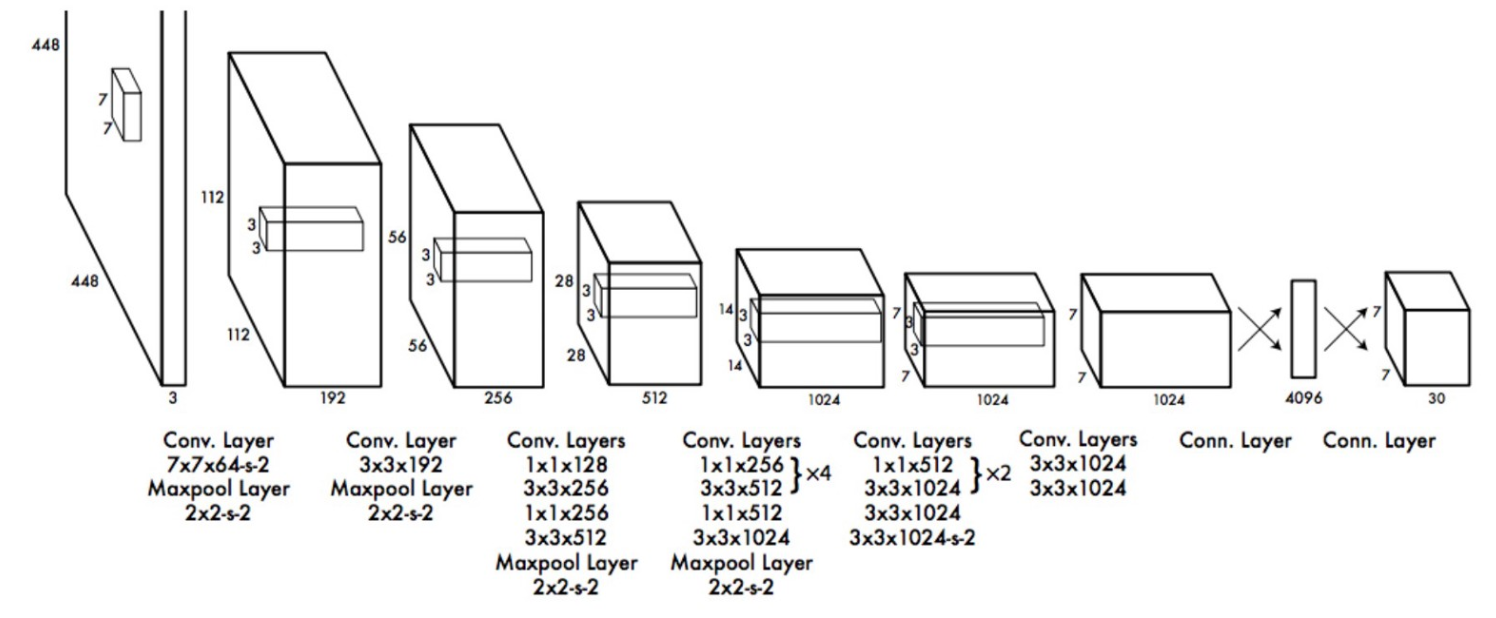 448
7
7
448
3
112
3
3
112
192
56
3
3
56
256
28
3
3
28
512
14
3
3
14
1024
7
3
3
7
1024
7
7
1024
4096
7
7
30
Conv. Layer
7x7x64-s-2
Maxpool Layer
2x2-s-2
Conv. Layer
3x3x192
Maxpool Layer
2x2-s-2
Conv. Layers
1x1x128
3x3x256
1x1x256
3x3x512
Maxpool Layer
2x2-s-2
Conv. Layers
1x1x256
3x3x512 } ×4
1x1x512
3x3x1024
Maxpool Layer
2x2-s-2
Conv. Layers
1x1x512
3x3x1024 } ×2
3x3x1024
3x3x1024-s-2
Conv. Layers
3x3x1024
3x3x1024
Conn. Layer
Conn. Layer